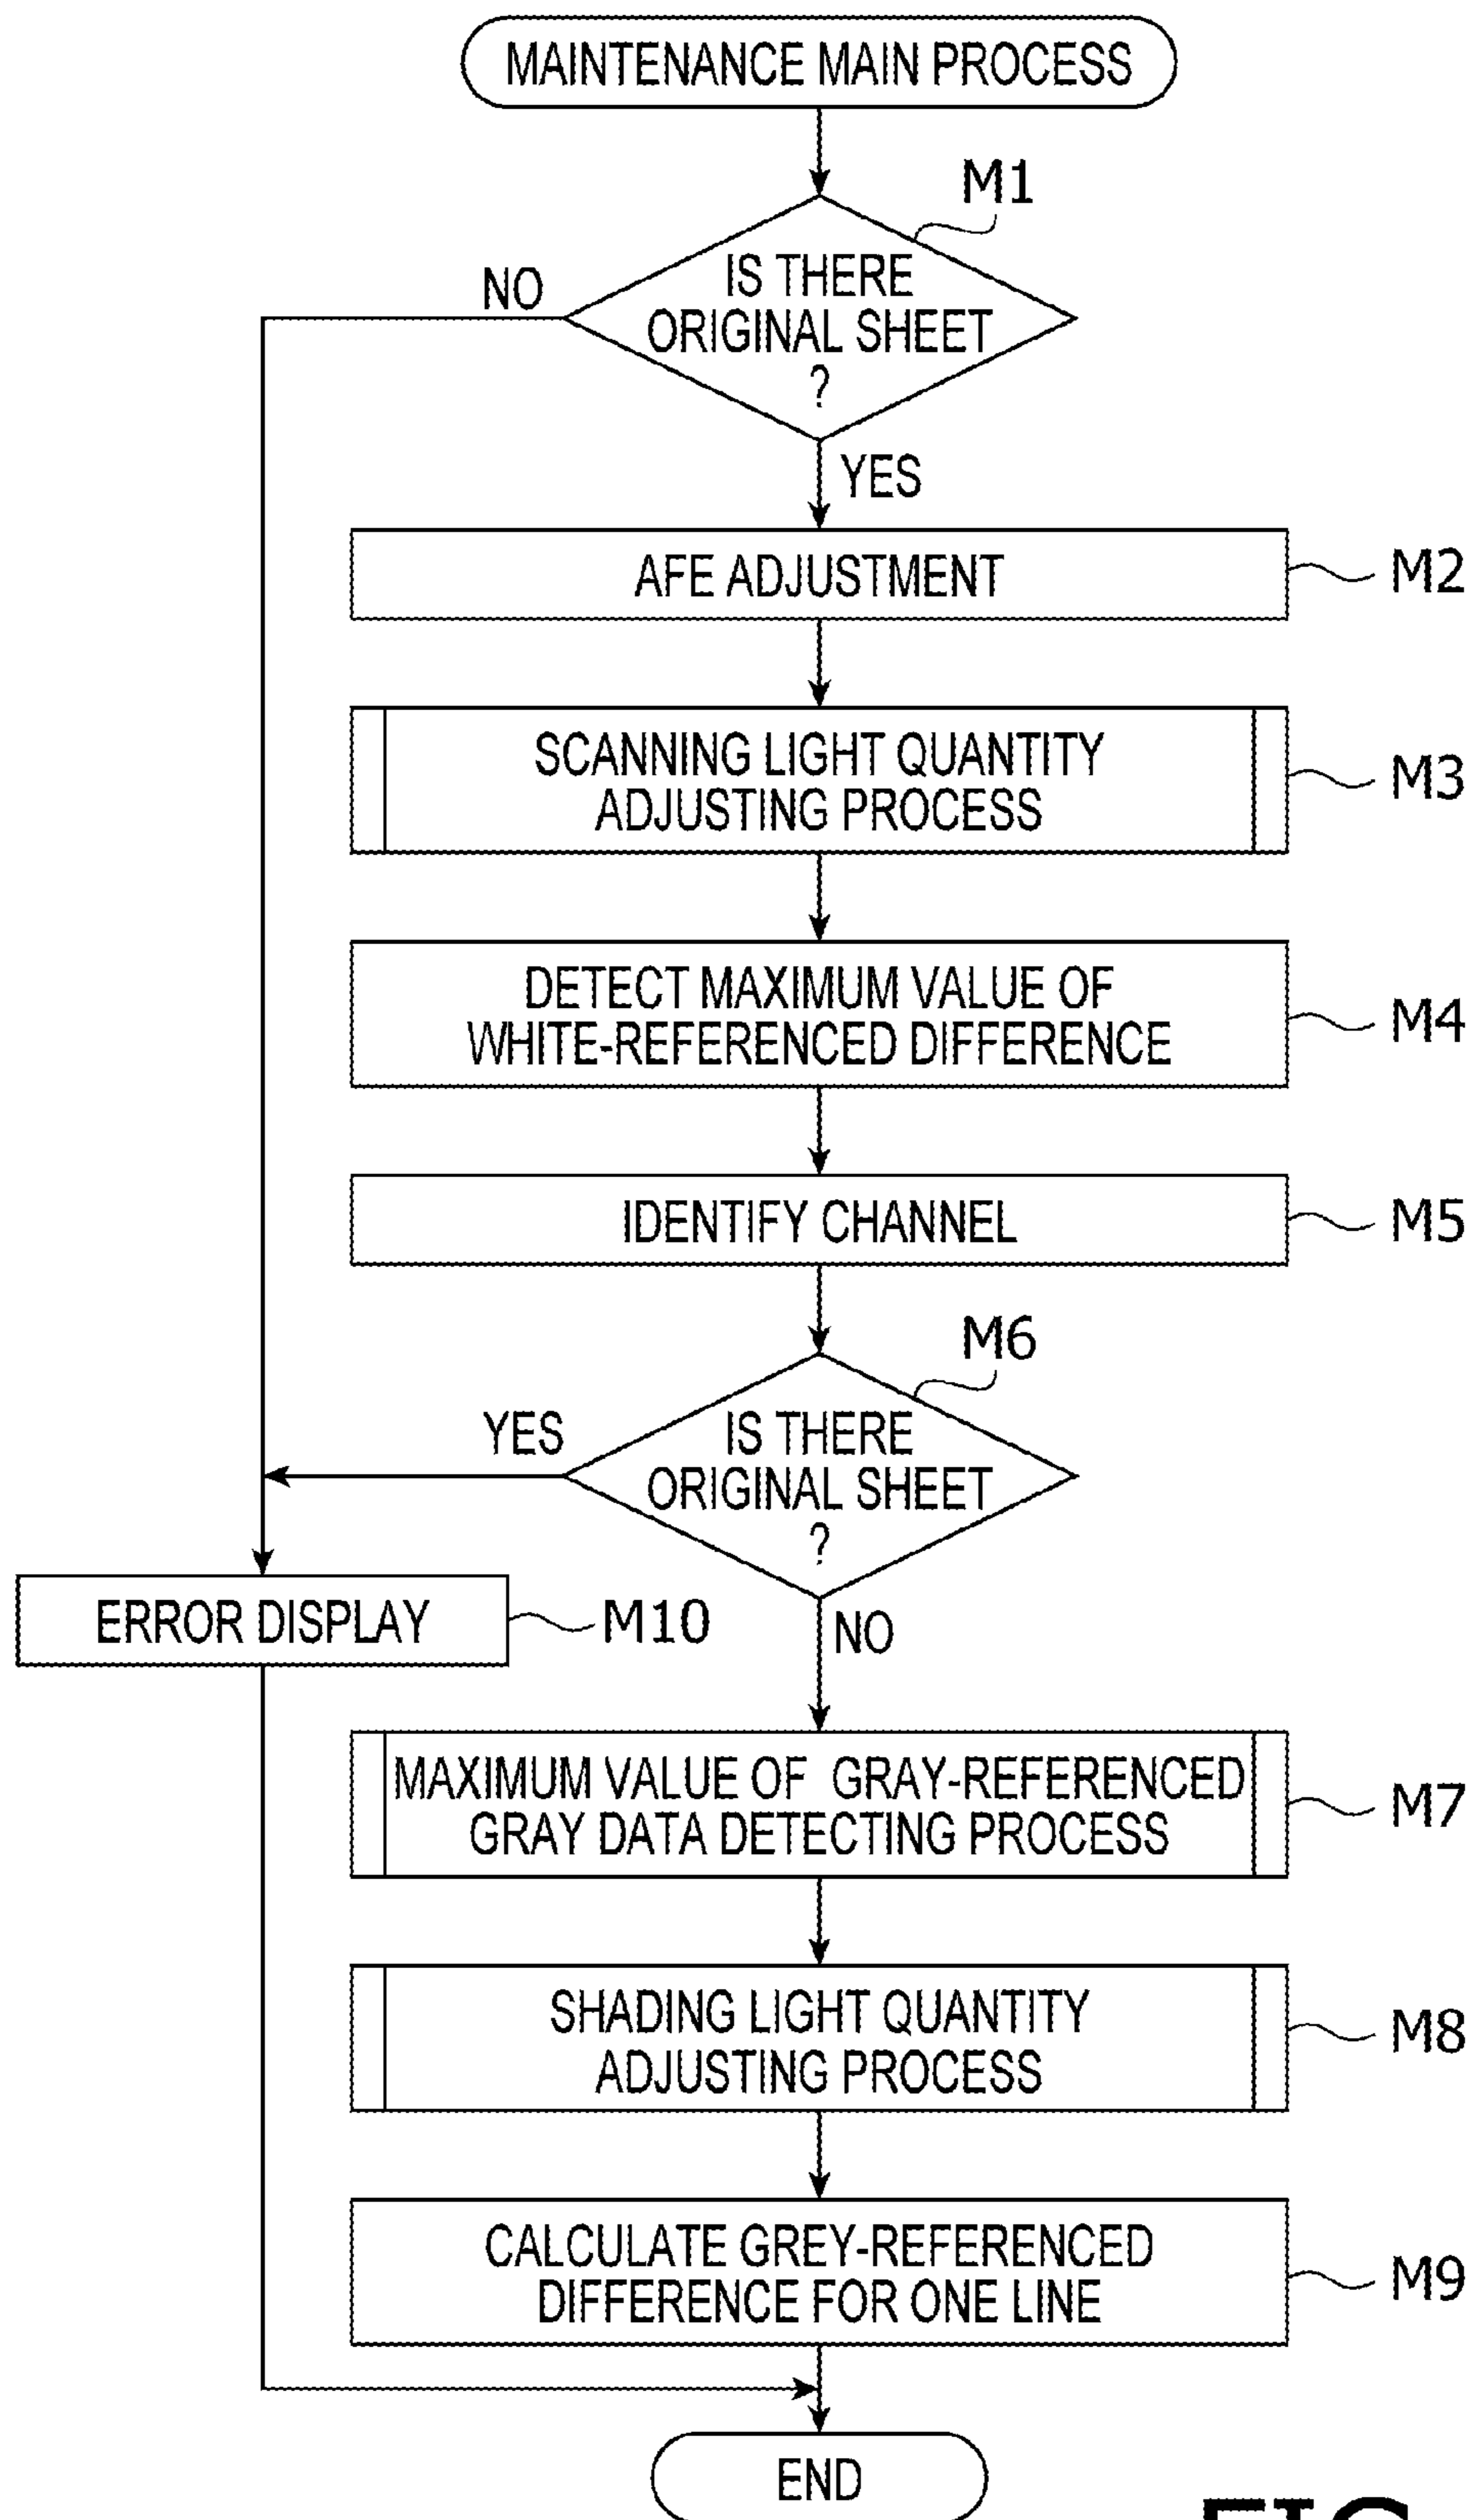 MAINTENANCE MAIN PROCESS
M1
IS THERE
ORIGINAL SHEET
?
NO
YES
AFE ADJUSTMENT
M2
SCANNING LIGHT QUANTITY
ADJUSTING PROCESS
M3
DETECT MAXIMUM VALUE OF
WHITE-REFERENCED DIFFERENCE
M4
IDENTIFY CHANNEL
M5
M6
IS THERE
ORIGINAL SHEET
?
YES
NO
ERROR DISPLAY
M10
MAXIMUM VALUE OF GRAY-REFERENCED
GRAY DATA DETECTING PROCESS
M7
SHADING LIGHT QUANTITY
ADJUSTING PROCESS
M8
CALCULATE GREY-REFERENCED
DIFFERENCE FOR ONE LINE
M9
END